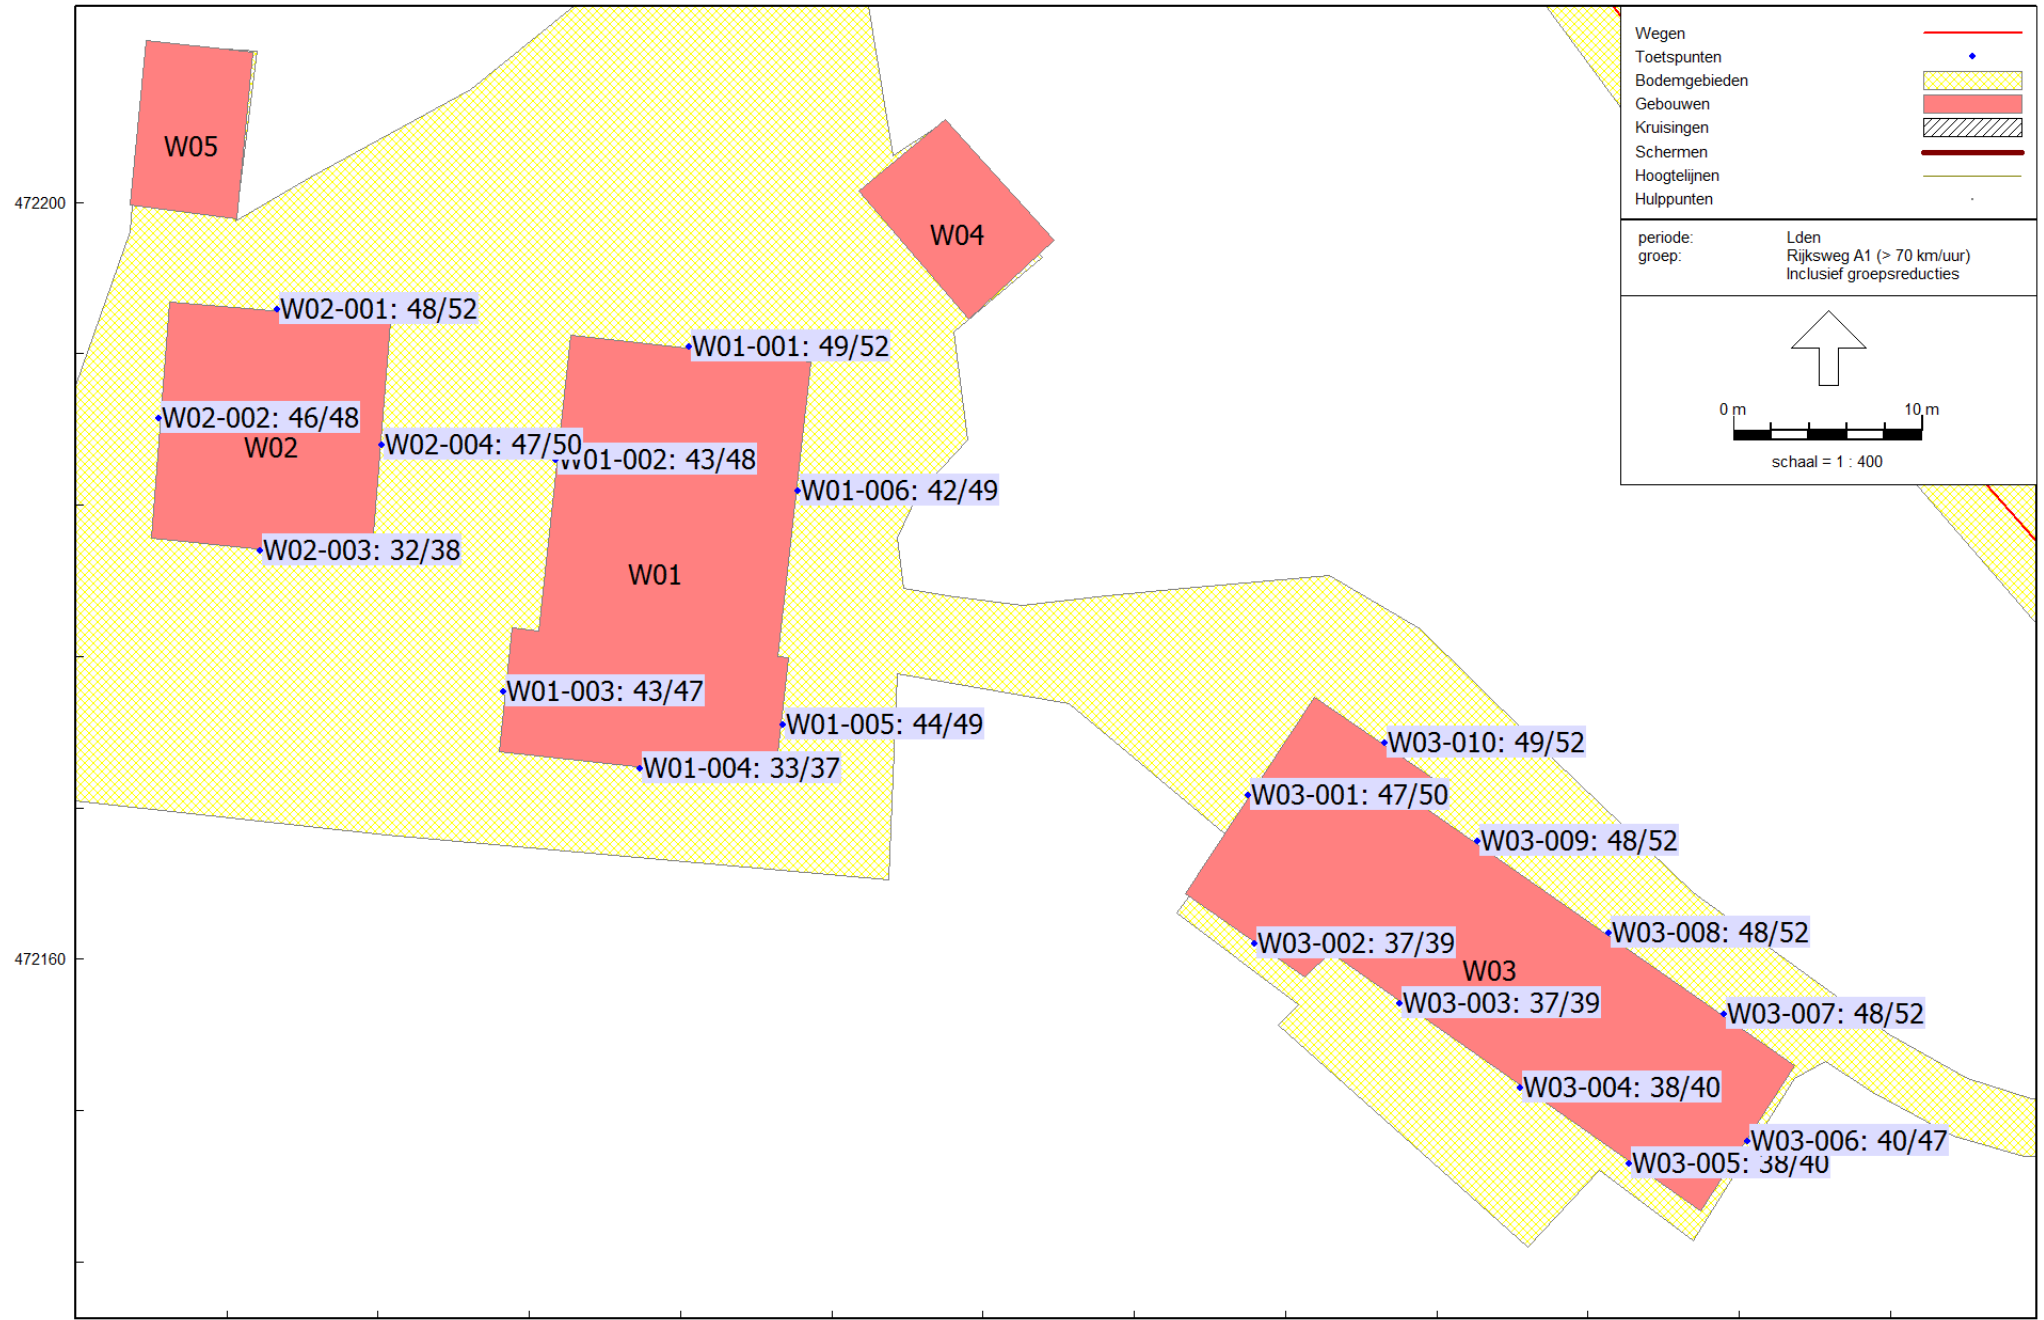 Wegen
Toetspunten
Bodemgebieden
Gebouwen
Kruisingen
Schermen
Hoogtelijnen
Hulppunten
periode: Lden
groep: Rijksweg A1 (> 70 km/uur)
Inclusief groepsreducties
0 m 10 m
schaal = 1 : 400
472200
472160
W05
W04
W02-001: 48/52
W01-001: 49/52
W02-002: 46/48
W02
W02-004: 47/50
W01-002: 43/48
W01-006: 42/49
W02-003: 32/38
W01
W01-003: 43/47
W01-005: 44/49
W01-004: 33/37
W03-010: 49/52
W03-001: 47/50
W03-009: 48/52
W03-008: 48/52
W03-002: 37/39
W03
W03-003: 37/39
W03-007: 48/52
W03-004: 38/40
W03-006: 40/47
W03-005: 38/40